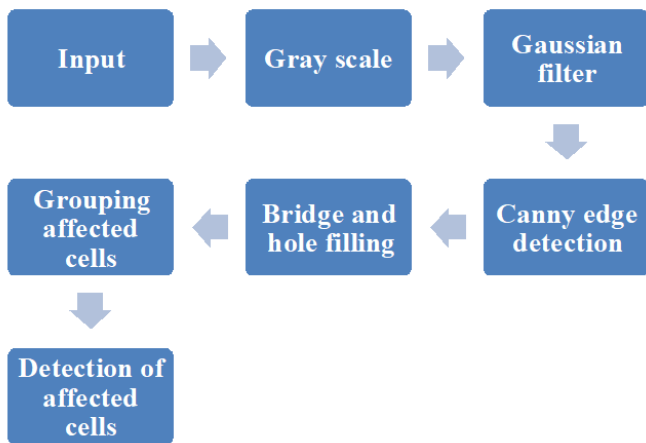 Input
Gray scale
Gaussian
filter
Canny edge
detection
Bridge and
hole filling
Grouping
affected
cells
Detection of
affected
cells